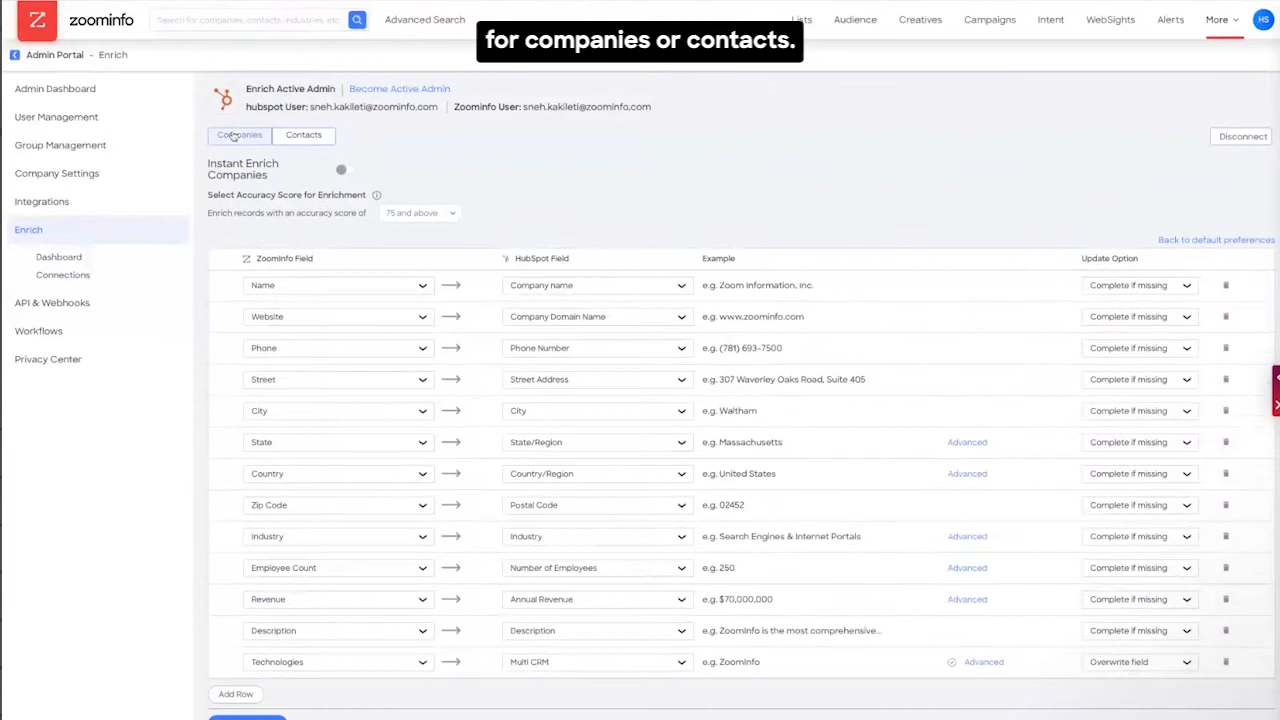 zoominfo
Search for companies, contacts, industries, etc
Advanced Search
Lists
Audience
Creatives
Campaigns
Intent
WebSights
Alerts
More
HS
for companies or contacts.
Admin Portal - Enrich
Admin Dashboard
User Management
Group Management
Company Settings
Integrations
Enrich
Dashboard
Connections
API & Webhooks
Workflows
Privacy Center
Enrich Active Admin | Become Active Admin
hubspot User: sneh.kakileti@zoominfo.com | Zoominfo User: sneh.kakileti@zoominfo.com
Companies Contacts Disconnect
Instant Enrich
Companies
Select Accuracy Score for Enrichment
Enrich records with an accuracy score of 75 and above
Back to default preferences
ZoomInfo Field HubSpot Field Example Update Option
Name Company name e.g. Zoom Information, Inc. Complete if missing
Website Company Domain Name e.g. www.zoominfo.com Complete if missing
Phone Phone Number e.g. (781) 693-7500 Complete if missing
Street Street Address e.g. 307 Waverley Oaks Road, Suite 405 Complete if missing
City City e.g. Waltham Complete if missing
State State/Region e.g. Massachusetts Advanced Complete if missing
Country Country/Region e.g. United States Advanced Complete if missing
Zip Code Postal Code e.g. 02452 Complete if missing
Industry Industry e.g. Search Engines & Internet Portals Advanced Complete if missing
Employee Count Number of Employees e.g. 250 Advanced Complete if missing
Revenue Annual Revenue e.g. $70,000,000 Advanced Complete if missing
Description Description e.g. ZoomInfo is the most comprehensive... Complete if missing
Technologies Multi CRM e.g. ZoomInfo Advanced Overwrite field
Add Row